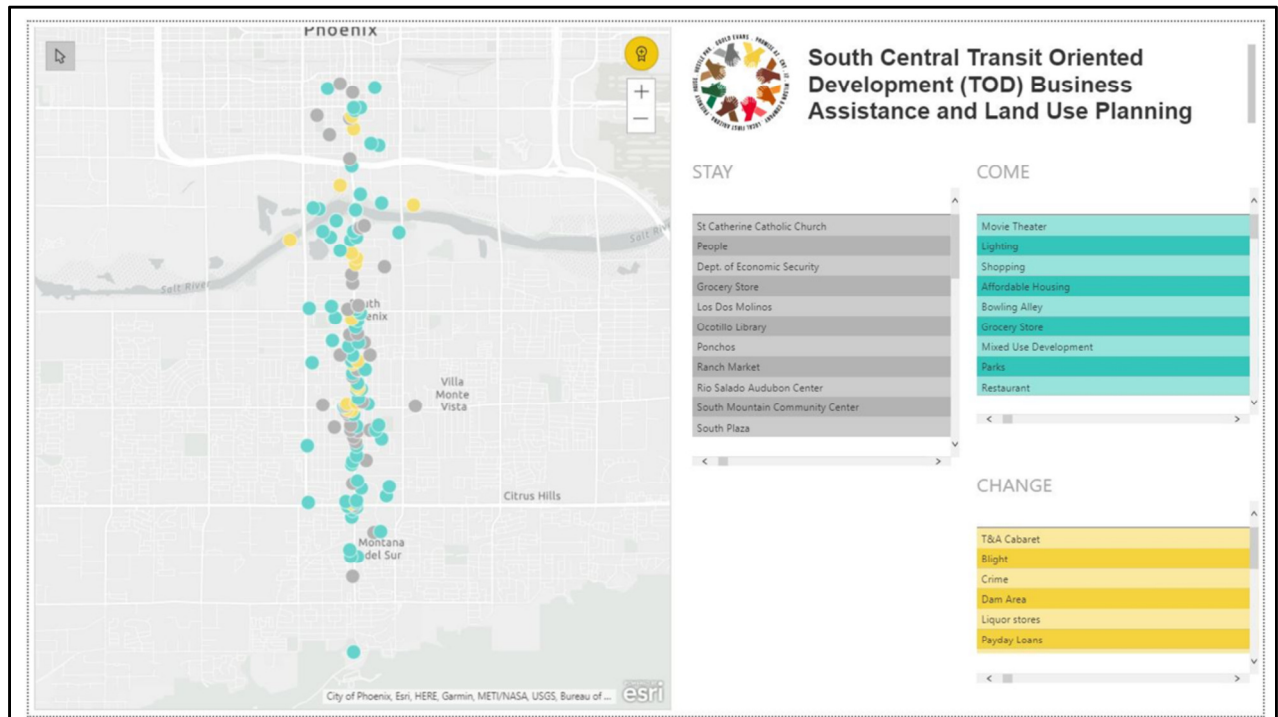 Phoenix
Salt River
Salt
South
Phoenix
Villa
Monte
Vista
Citrus Hills
Montana
del Sur
City of Phoenix, Esri, HERE, Garmin, METI/NASA, USGS, Bureau of ...
esri
South Central Transit Oriented
Development (TOD) Business
Assistance and Land Use Planning
STAY
St Catherine Catholic Church
People
Dept. of Economic Security
Grocery Store
Los Dos Molinos
Ocotillo Library
Ponchos
Ranch Market
Rio Salado Audubon Center
South Mountain Community Center
South Plaza
COME
Movie Theater
Lighting
Shopping
Affordable Housing
Bowling Alley
Grocery Store
Mixed Use Development
Parks
Restaurant
CHANGE
T&A Cabaret
Blight
Crime
Dam Area
Liquor stores
Payday Loans